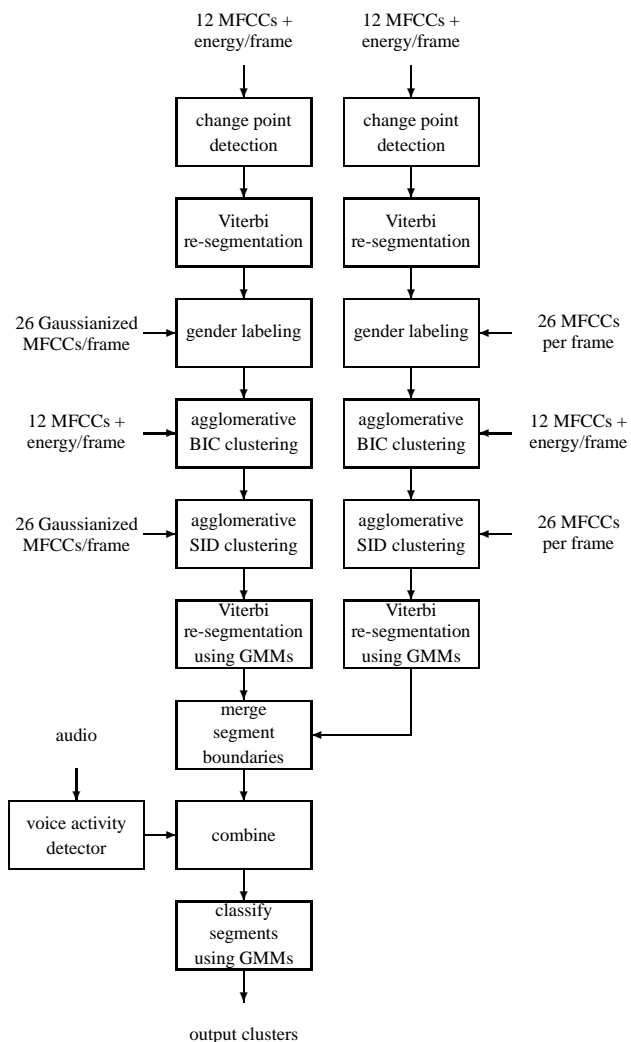 12 MFCCs +
energy/frame
12 MFCCs +
energy/frame
change point
detection
change point
detection
Viterbi
re-segmentation
Viterbi
re-segmentation
26 Gaussianized
MFCCs/frame
gender labeling
gender labeling
26 MFCCs
per frame
12 MFCCs +
energy/frame
agglomerative
BIC clustering
agglomerative
BIC clustering
12 MFCCs +
energy/frame
26 Gaussianized
MFCCs/frame
agglomerative
SID clustering
agglomerative
SID clustering
26 MFCCs
per frame
Viterbi
re-segmentation
using GMMs
Viterbi
re-segmentation
using GMMs
merge
segment
boundaries
audio
voice activity
detector
combine
classify
segments
using GMMs
output clusters